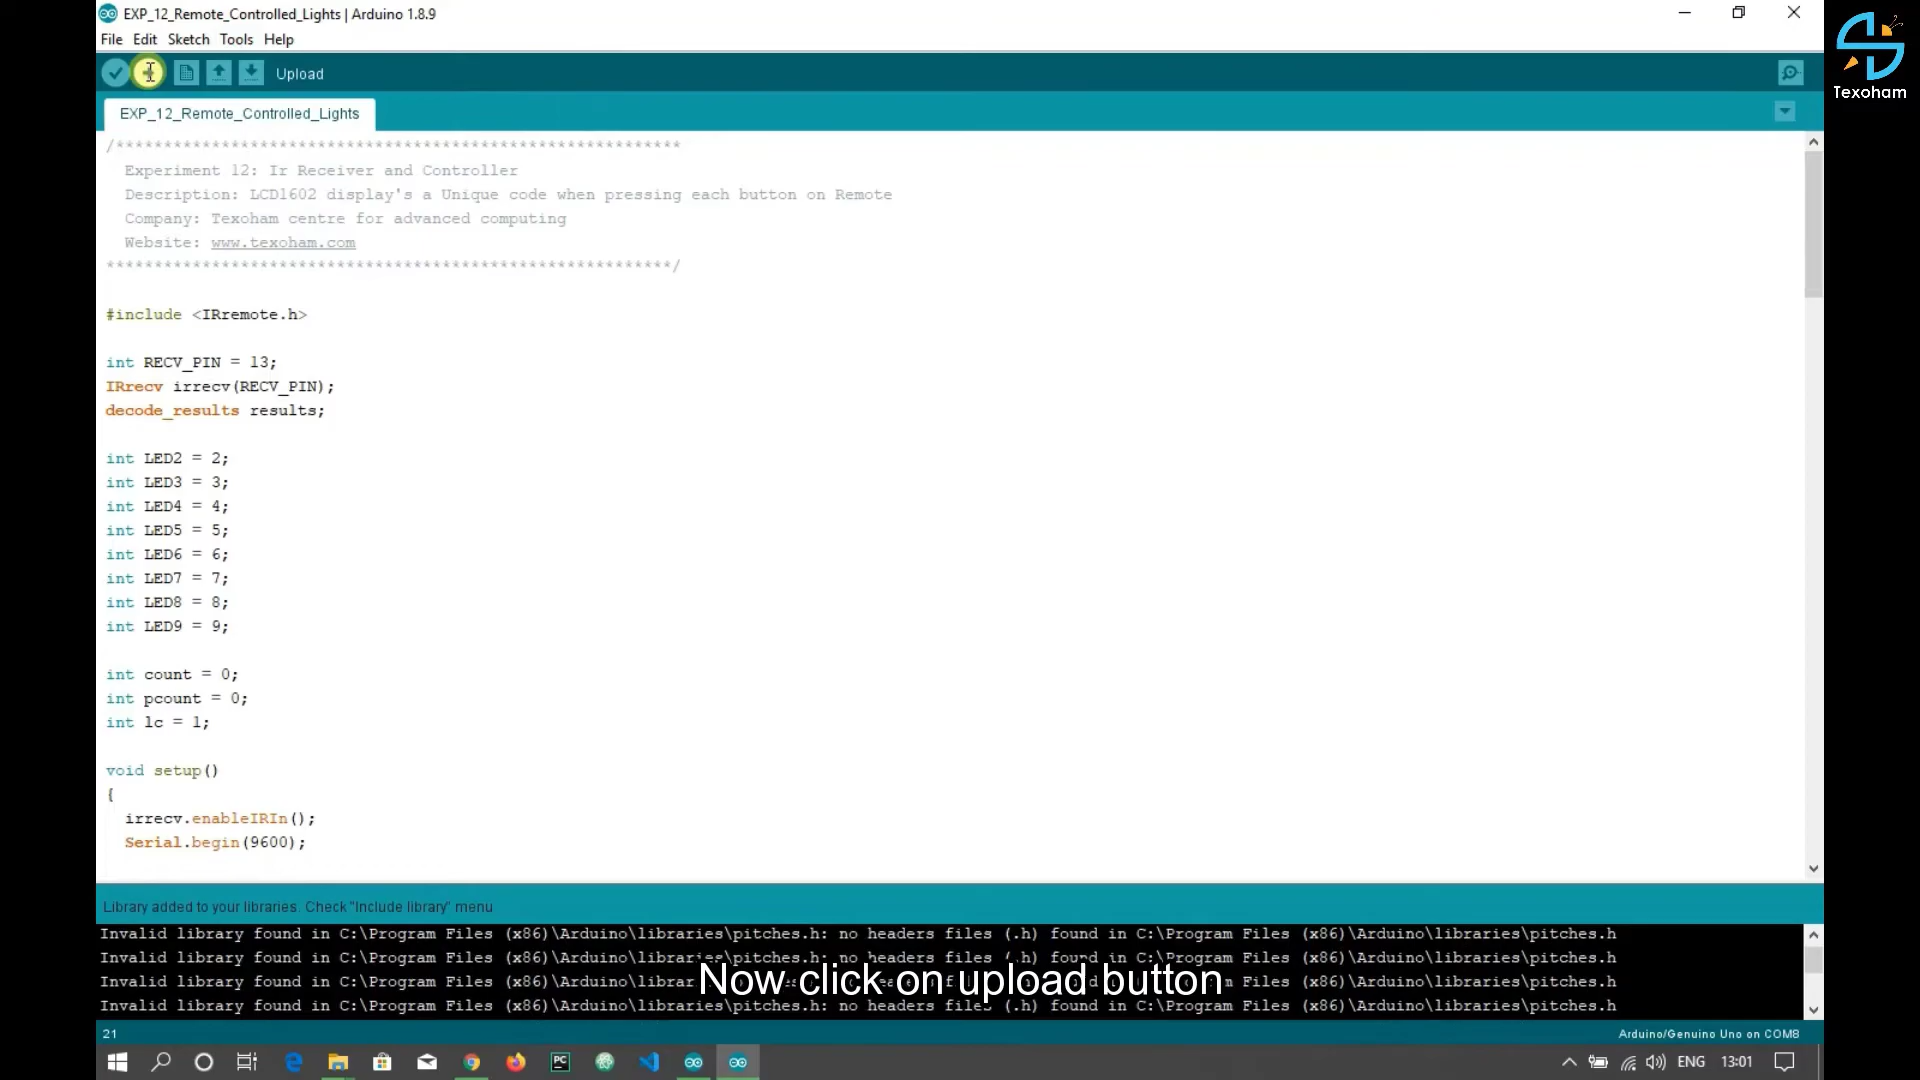 EXP_12_Remote_Controlled_Lights | Arduino 1.8.9
File Edit Sketch Tools Help
Upload
Texoham
EXP_12_Remote_Controlled_Lights
/***********************************************************
Experiment 12: Ir Receiver and Controller
Description: LCD1602 display's a Unique code when pressing each button on Remote
Company: Texoham centre for advanced computing
Website: www.texoham.com
***********************************************************/
#include <IRremote.h>
int RECV_PIN = 13;
IRrecv irrecv(RECV_PIN);
decode_results results;
int LED2 = 2;
int LED3 = 3;
int LED4 = 4;
int LED5 = 5;
int LED6 = 6;
int LED7 = 7;
int LED8 = 8;
int LED9 = 9;
int count = 0;
int pcount = 0;
int lc = 1;
void setup()
{
irrecv.enableIRIn();
Serial.begin(9600);
Library added to your libraries. Check "Include library" menu
Invalid library found in C:\Program Files (x86)\Arduino\libraries\pitches.h: no headers files (.h) found in C:\Program Files (x86)\Arduino\libraries\pitches.h
Invalid library found in C:\Program Files (x86)\Arduino\libraries\pitches.h: no headers files (.h) found in C:\Program Files (x86)\Arduino\libraries\pitches.h
Invalid library found in C:\Program Files (x86)\Arduino\ (.h) found in C:\Program Files (x86)\Arduino\libraries\pitches.h
Now click on upload button
Invalid library found in C:\Program Files (x86)\Arduino\libraries\pitches.h: no headers files (.h) found in C:\Program Files (x86)\Arduino\libraries\pitches.h
21
Arduino/Genuino Uno on COM8
PC
ENG 13:01